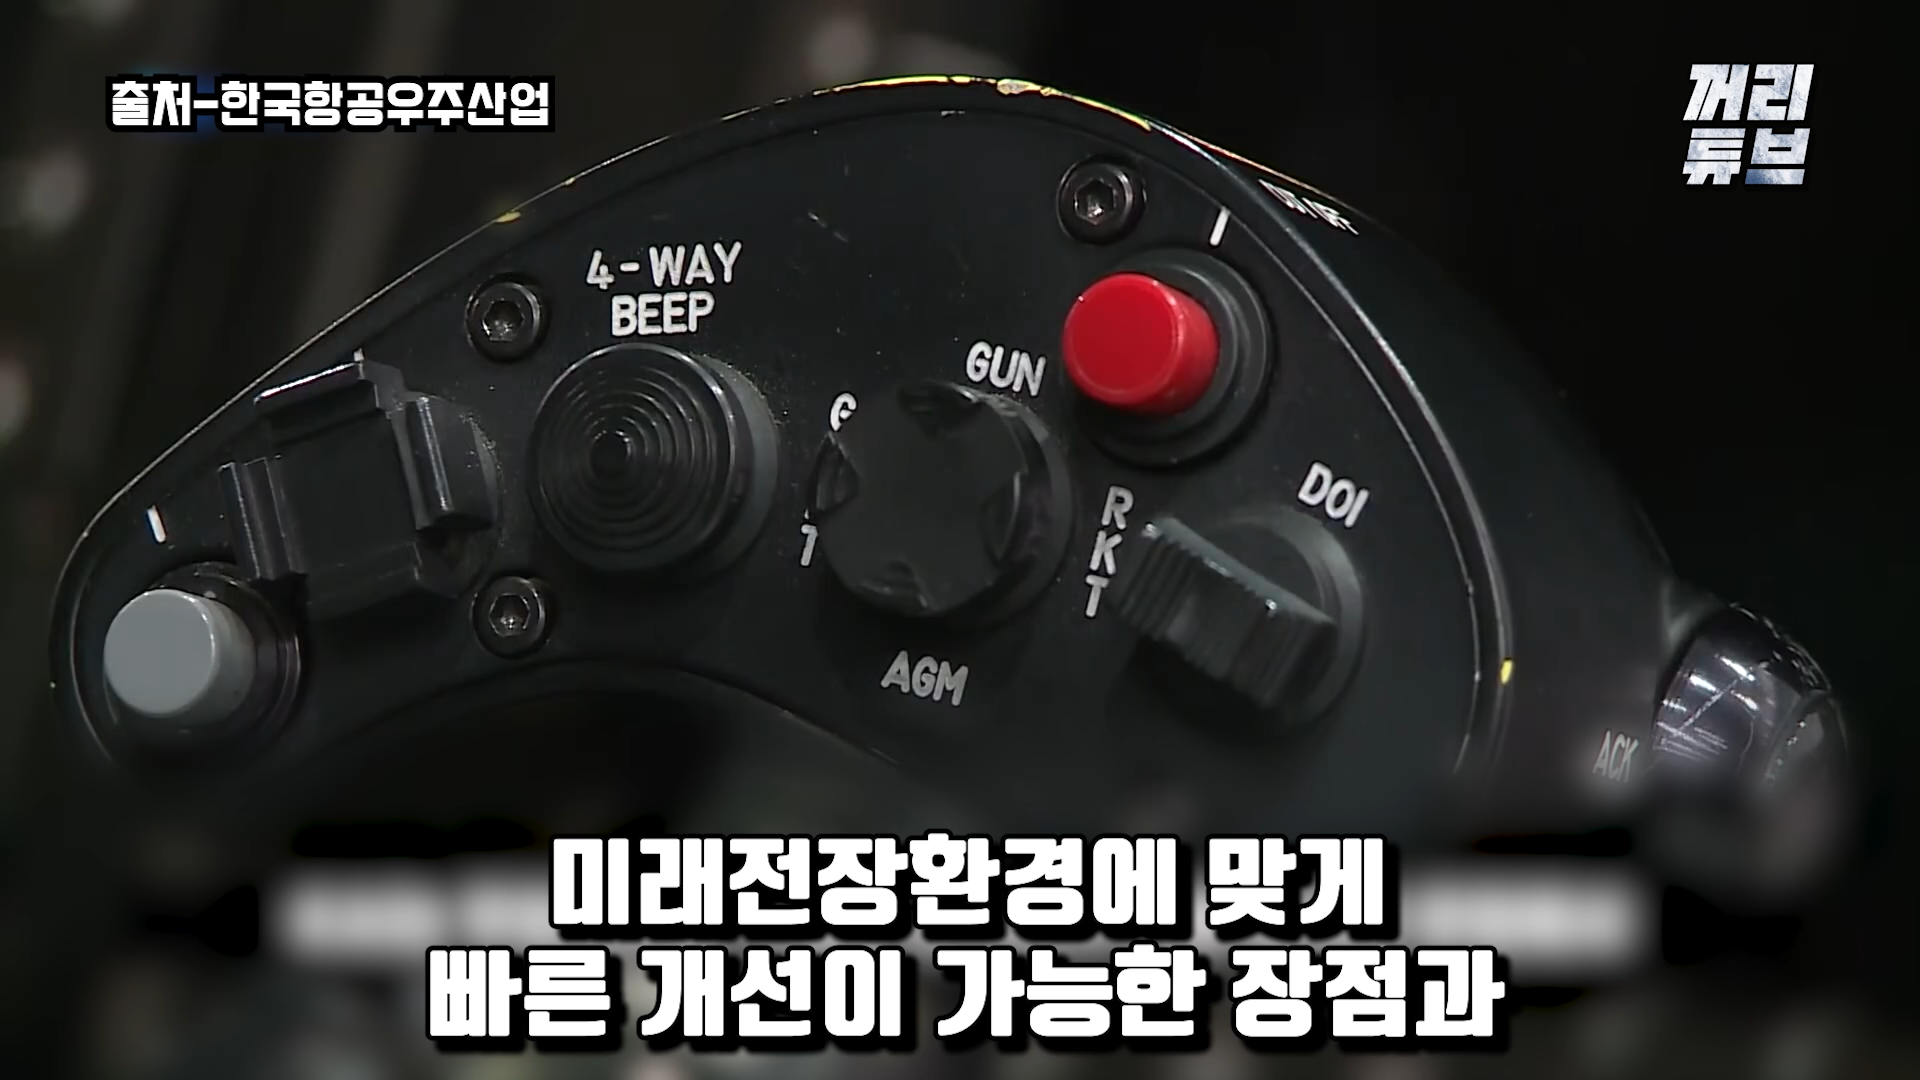 출처-한국항공우주산업
꺼리
튜브
4-WAY
BEEP
GUN
DOI
RKT
AGM
ACK
미래전장환경에 맞게
빠른 개선이 가능한 장점과